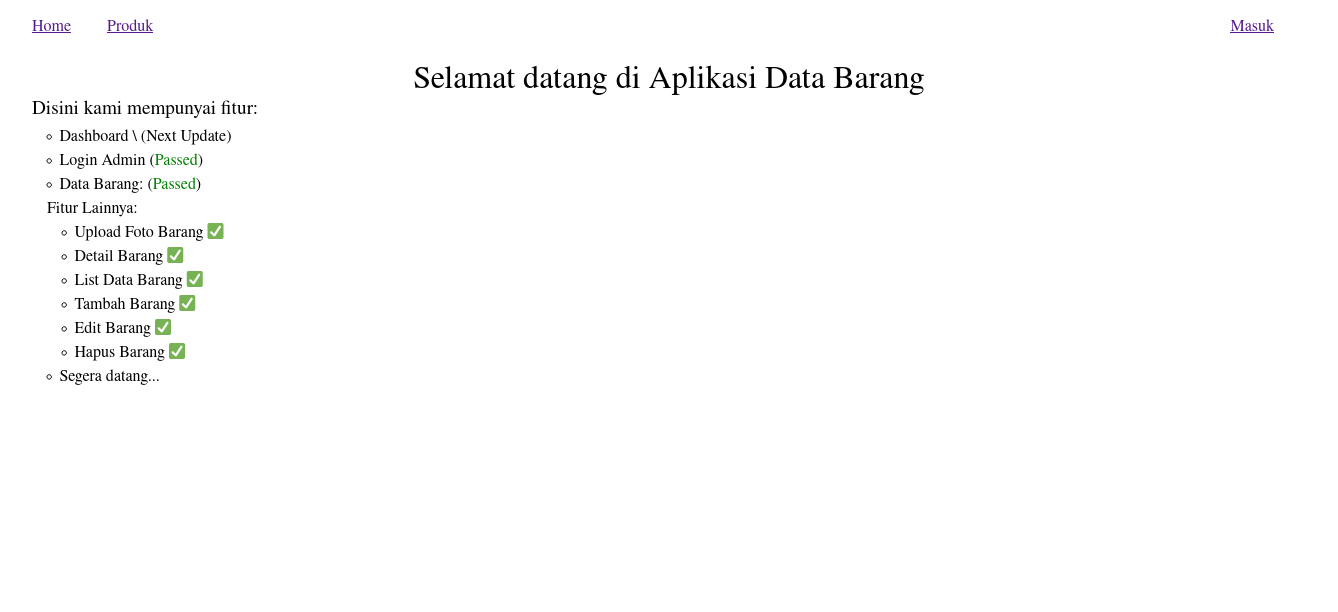 Home Produk Masuk
Selamat datang di Aplikasi Data Barang
Disini kami mempunyai fitur:
Dashboard \ (Next Update)
Login Admin (Passed)
Data Barang: (Passed)
Fitur Lainnya:
Upload Foto Barang ✅
Detail Barang ✅
List Data Barang ✅
Tambah Barang ✅
Edit Barang ✅
Hapus Barang ✅
Segera datang...